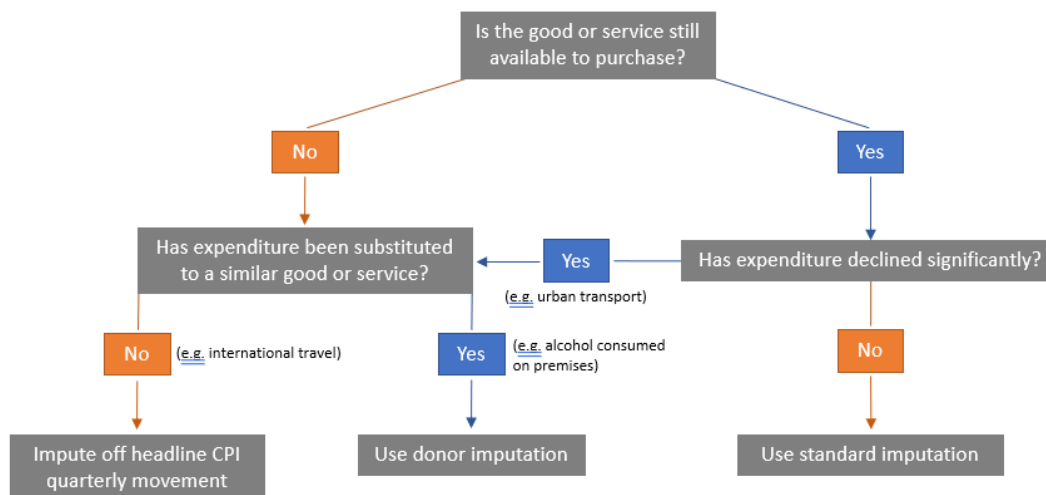 Is the good or service still
available to purchase?
No
Yes
Has expenditure been substituted
to a similar good or service?
Yes
(e.g. urban transport)
Has expenditure declined significantly?
No
(e.g. international travel)
Yes
(e.g. alcohol consumed
on premises)
No
Impute off headline CPI
quarterly movement
Use donor imputation
Use standard imputation